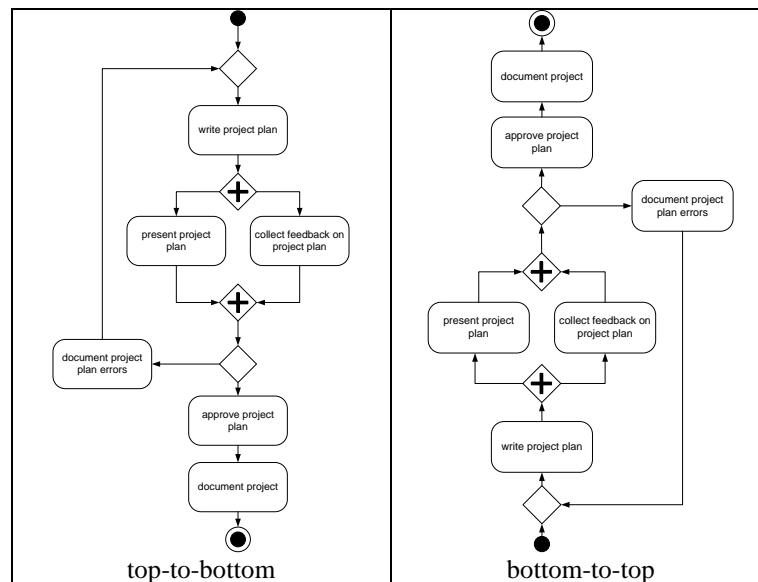 write project plan
present project
plan
collect feedback on
project plan
document project
plan errors
approve project
plan
document project
top-to-bottom
document project
approve project
plan
document project
plan errors
present project
plan
collect feedback on
project plan
write project plan
bottom-to-top